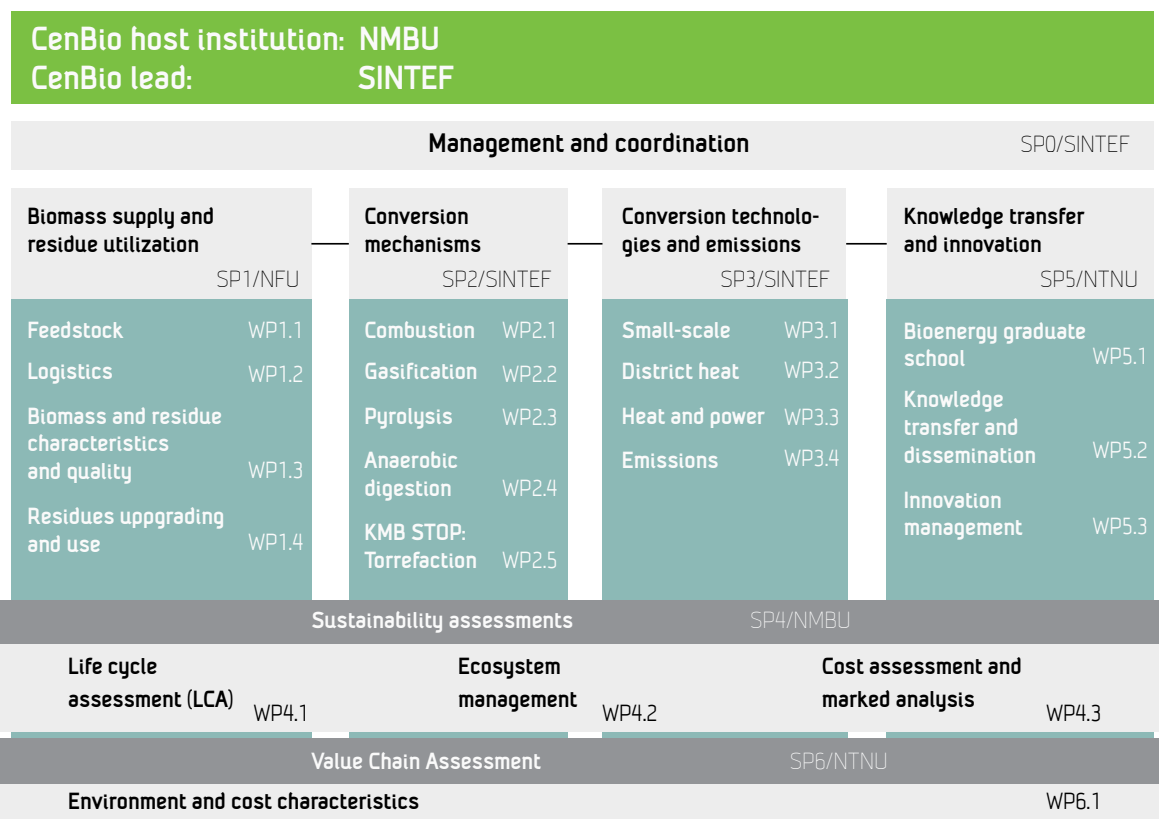 CenBio host institution: NMBU
CenBio lead: SINTEF
Management and coordination SP0/SINTEF
Biomass supply and
residue utilization
SP1/NFU
Feedstock WP1.1
Logistics WP1.2
Biomass and residue
characteristics
and quality WP1.3
Residues uppgrading
and use WP1.4
Conversion
mechanisms
SP2/SINTEF
Combustion WP2.1
Gasification WP2.2
Pyrolysis WP2.3
Anaerobic
digestion WP2.4
KMB STOP:
Torrefaction WP2.5
Conversion technolo-
gies and emissions
SP3/SINTEF
Small-scale WP3.1
District heat WP3.2
Heat and power WP3.3
Emissions WP3.4
Knowledge transfer
and innovation
SP5/NTNU
Bioenergy graduate
school WP5.1
Knowledge
transfer and
dissemination WP5.2
Innovation
management WP5.3
Sustainability assessments SP4/NMBU
Life cycle
assessment (LCA) WP4.1
Ecosystem
management WP4.2
Cost assessment and
marked analysis WP4.3
Value Chain Assessment SP6/NTNU
Environment and cost characteristics WP6.1